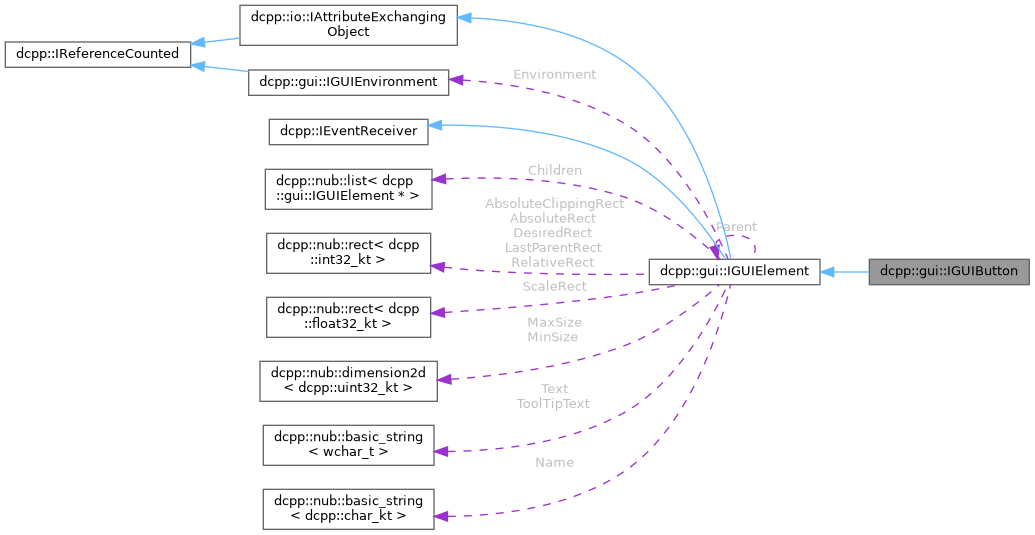 dcpp::io::IAttributeExchanging
Object
dcpp::IReferenceCounted
dcpp::gui::IGUIEnvironment
Environment
dcpp::IEventReceiver
dcpp::nub::list< dcpp
::gui::IGUIElement * >
Children
AbsoluteClippingRect
AbsoluteRect
DesiredRect
LastParentRect
RelativeRect
Parent
dcpp::nub::rect< dcpp
::int32_kt >
dcpp::gui::IGUIElement
dcpp::gui::IGUIButton
ScaleRect
dcpp::nub::rect< dcpp
::float32_kt >
MaxSize
MinSize
dcpp::nub::dimension2d
< dcpp::uint32_kt >
Text
ToolTipText
dcpp::nub::basic_string
< wchar_t >
Name
dcpp::nub::basic_string
< dcpp::char_kt >